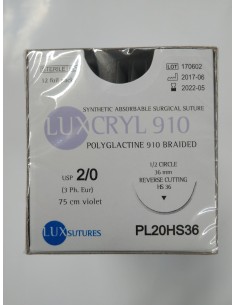 STERILE
LOT 170602
2017-06
2022-05
SYNTHETIC ABSORBABLE SURGICAL SUTURE
LUXCRYL 910
POLYGLACTINE 910 BRAIDED
USP 2/0
(3 Ph. Eur)
75 cm violet
1/2 CIRCLE
36 mm
REVERSE CUTTING
HS 36
LUX SUTURES
PL20HS36